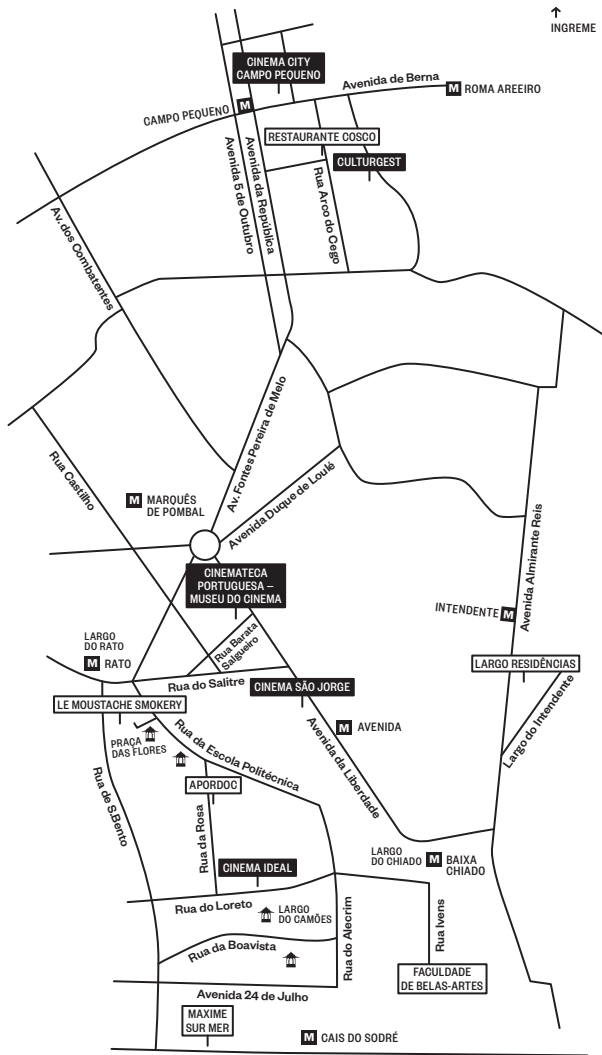 INGREME
CINEMA CITY
CAMPO PEQUENO
Avenida de Berna
M ROMA AREEIRO
CAMPO PEQUENO M
RESTAURANTE COSCO
CULTURGEST
Avenida 5 de Outubro
Avenida da República
Rua Arco do Cego
Av. dos Combatentes
Av. Fontes Pereira de Melo
Rua Castilho
Avenida Duque de Loulé
M MARQUÊS
DE POMBAL
Avenida Almirante Reis
CINEMATECA
PORTUGUESA –
MUSEU DO CINEMA
INTENDENTE M
Rua Barata
Salgueiro
LARGO
DO RATO
M RATO
LARGO RESIDÊNCIAS
Rua do Salitre
CINEMA SÃO JORGE
LE MOUSTACHE SMOKERY
Largo do Intendente
M AVENIDA
PRAÇA
DAS FLORES
Rua da Escola Politécnica
Avenida da Liberdade
Rua de S.Bento
APORDOC
Rua da Rosa
LARGO
DO CHIADO
M BAIXA
CHIADO
CINEMA IDEAL
Rua do Loreto
LARGO
DO CAMÕES
Rua do Alecrim
Rua Ivens
Rua da Boavista
FACULDADE
DE BELAS-ARTES
Avenida 24 de Julho
MAXIME
SUR MER
M CAIS DO SODRÉ